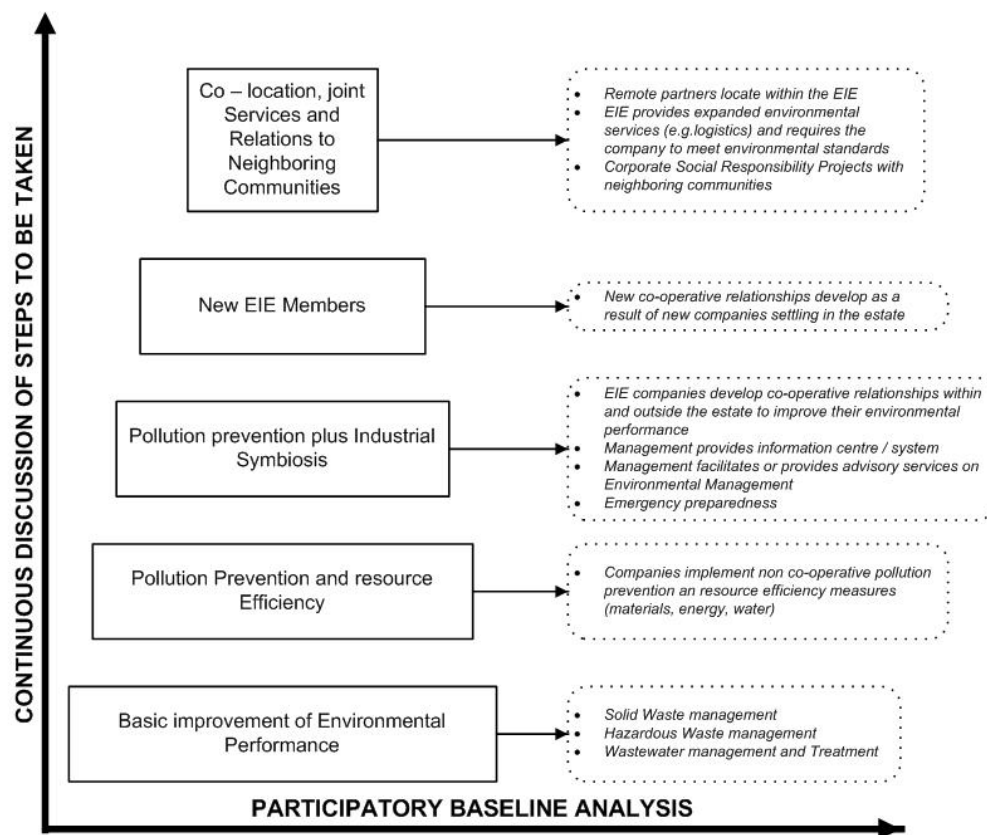 CONTINUOUS DISCUSSION OF STEPS TO BE TAKEN
Co – location, joint
Services and
Relations to
Neighboring
Communities
• Remote partners locate within the EIE
• EIE provides expanded environmental
services (e.g.logistics) and requires the
company to meet environmental standards
• Corporate Social Responsibility Projects with
neighboring communities
New EIE Members
• New co-operative relationships develop as a
result of new companies settling in the estate
Pollution prevention plus Industrial
Symbiosis
• EIE companies develop co-operative relationships within
and outside the estate to improve their environmental
performance
• Management provides information centre / system
• Management facilitates or provides advisory services on
Environmental Management
• Emergency preparedness
Pollution Prevention and resource
Efficiency
• Companies implement non co-operative pollution
prevention an resource efficiency measures
(materials, energy, water)
Basic improvement of Environmental
Performance
• Solid Waste management
• Hazardous Waste management
• Wastewater management and Treatment
PARTICIPATORY BASELINE ANALYSIS